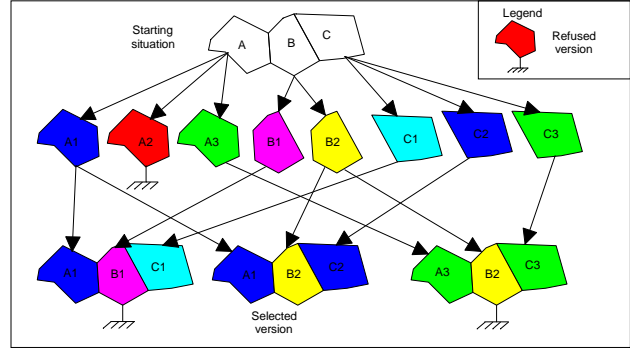 Legend
Starting
situation
Refused
version
A
B
C
A1
A2
A3
B1
B2
C1
C2
C3
A1
B1
C1
A1
B2
C2
A3
B2
C3
Selected
version